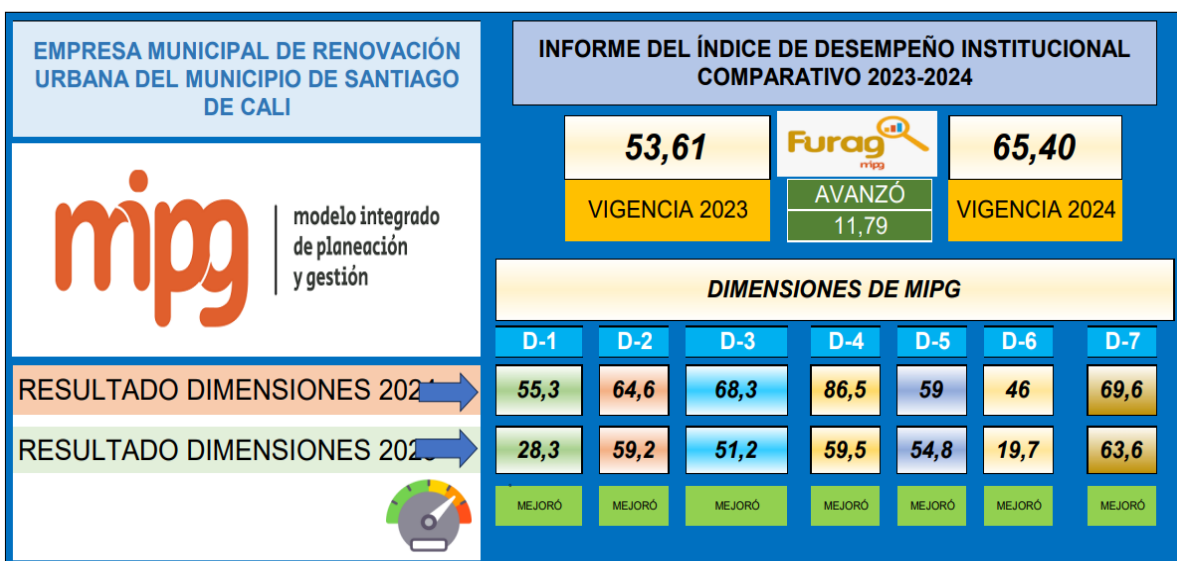 EMPRESA MUNICIPAL DE RENOVACIÓN
URBANA DEL MUNICIPIO DE SANTIAGO
DE CALI
INFORME DEL ÍNDICE DE DESEMPEÑO INSTITUCIONAL
COMPARATIVO 2023-2024
53,61
Furag
mipg
65,40
VIGENCIA 2023
AVANZÓ
11,79
VIGENCIA 2024
mipg
modelo integrado
de planeación
y gestión
DIMENSIONES DE MIPG
D-1 D-2 D-3 D-4 D-5 D-6 D-7
RESULTADO DIMENSIONES 55,3 64,6 68,3 86,5 59 46 69,6
RESULTADO DIMENSIONES 28,3 59,2 51,2 59,5 54,8 19,7 63,6
MEJORÓ MEJORÓ MEJORÓ MEJORÓ MEJORÓ MEJORÓ MEJORÓ